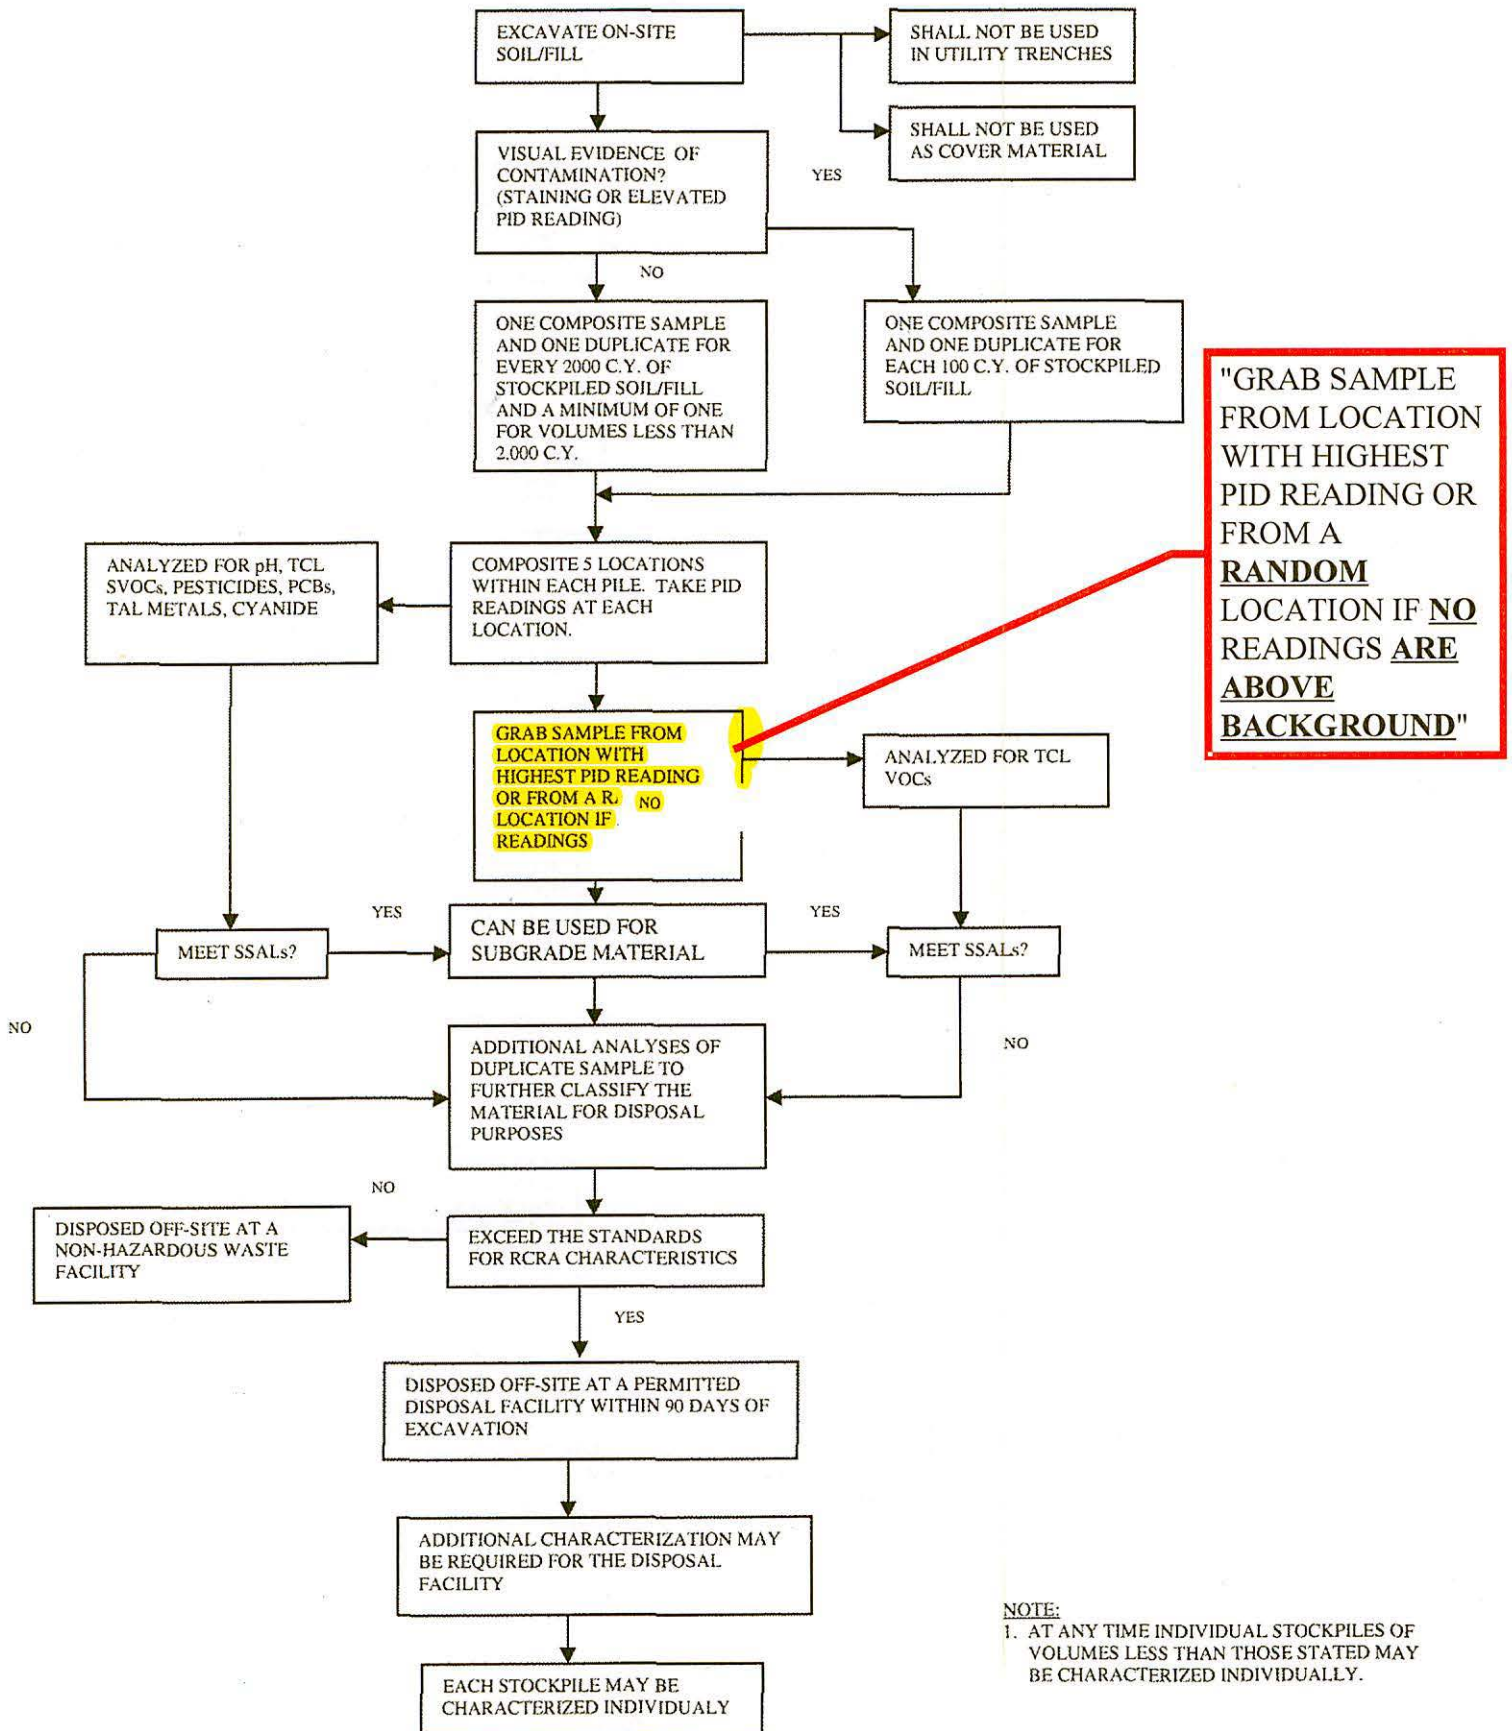 EXCAVATE ON-SITE
SOIL/FILL
SHALL NOT BE USED
IN UTILITY TRENCHES
SHALL NOT BE USED
AS COVER MATERIAL
VISUAL EVIDENCE OF
CONTAMINATION?
(STAINING OR ELEVATED
PID READING)
YES
NO
ONE COMPOSITE SAMPLE
AND ONE DUPLICATE FOR
EVERY 2000 C.Y. OF
STOCKPILED SOIL/FILL
AND A MINIMUM OF ONE
FOR VOLUMES LESS THAN
2,000 C.Y.
ONE COMPOSITE SAMPLE
AND ONE DUPLICATE FOR
EACH 100 C.Y. OF STOCKPILED
SOIL/FILL
"GRAB SAMPLE
FROM LOCATION
WITH HIGHEST
PID READING OR
FROM A
RANDOM
LOCATION IF NO
READINGS ARE
ABOVE
BACKGROUND"
ANALYZED FOR pH, TCL
SVOCs, PESTICIDES, PCBs,
TAL METALS, CYANIDE
COMPOSITE 5 LOCATIONS
WITHIN EACH PILE. TAKE PID
READINGS AT EACH
LOCATION.
GRAB SAMPLE FROM
LOCATION WITH
HIGHEST PID READING
OR FROM A R. NO
LOCATION IF
READINGS
ANALYZED FOR TCL
VOCs
MEET SSALs?
YES
CAN BE USED FOR
SUBGRADE MATERIAL
YES
MEET SSALs?
NO
NO
ADDITIONAL ANALYSES OF
DUPLICATE SAMPLE TO
FURTHER CLASSIFY THE
MATERIAL FOR DISPOSAL
PURPOSES
NO
DISPOSED OFF-SITE AT A
NON-HAZARDOUS WASTE
FACILITY
EXCEED THE STANDARDS
FOR RCRA CHARACTERISTICS
YES
DISPOSED OFF-SITE AT A PERMITTED
DISPOSAL FACILITY WITHIN 90 DAYS OF
EXCAVATION
ADDITIONAL CHARACTERIZATION MAY
BE REQUIRED FOR THE DISPOSAL
FACILITY
EACH STOCKPILE MAY BE
CHARACTERIZED INDIVIDUALY
NOTE:
1. AT ANY TIME INDIVIDUAL STOCKPILES OF
VOLUMES LESS THAN THOSE STATED MAY
BE CHARACTERIZED INDIVIDUALLY.